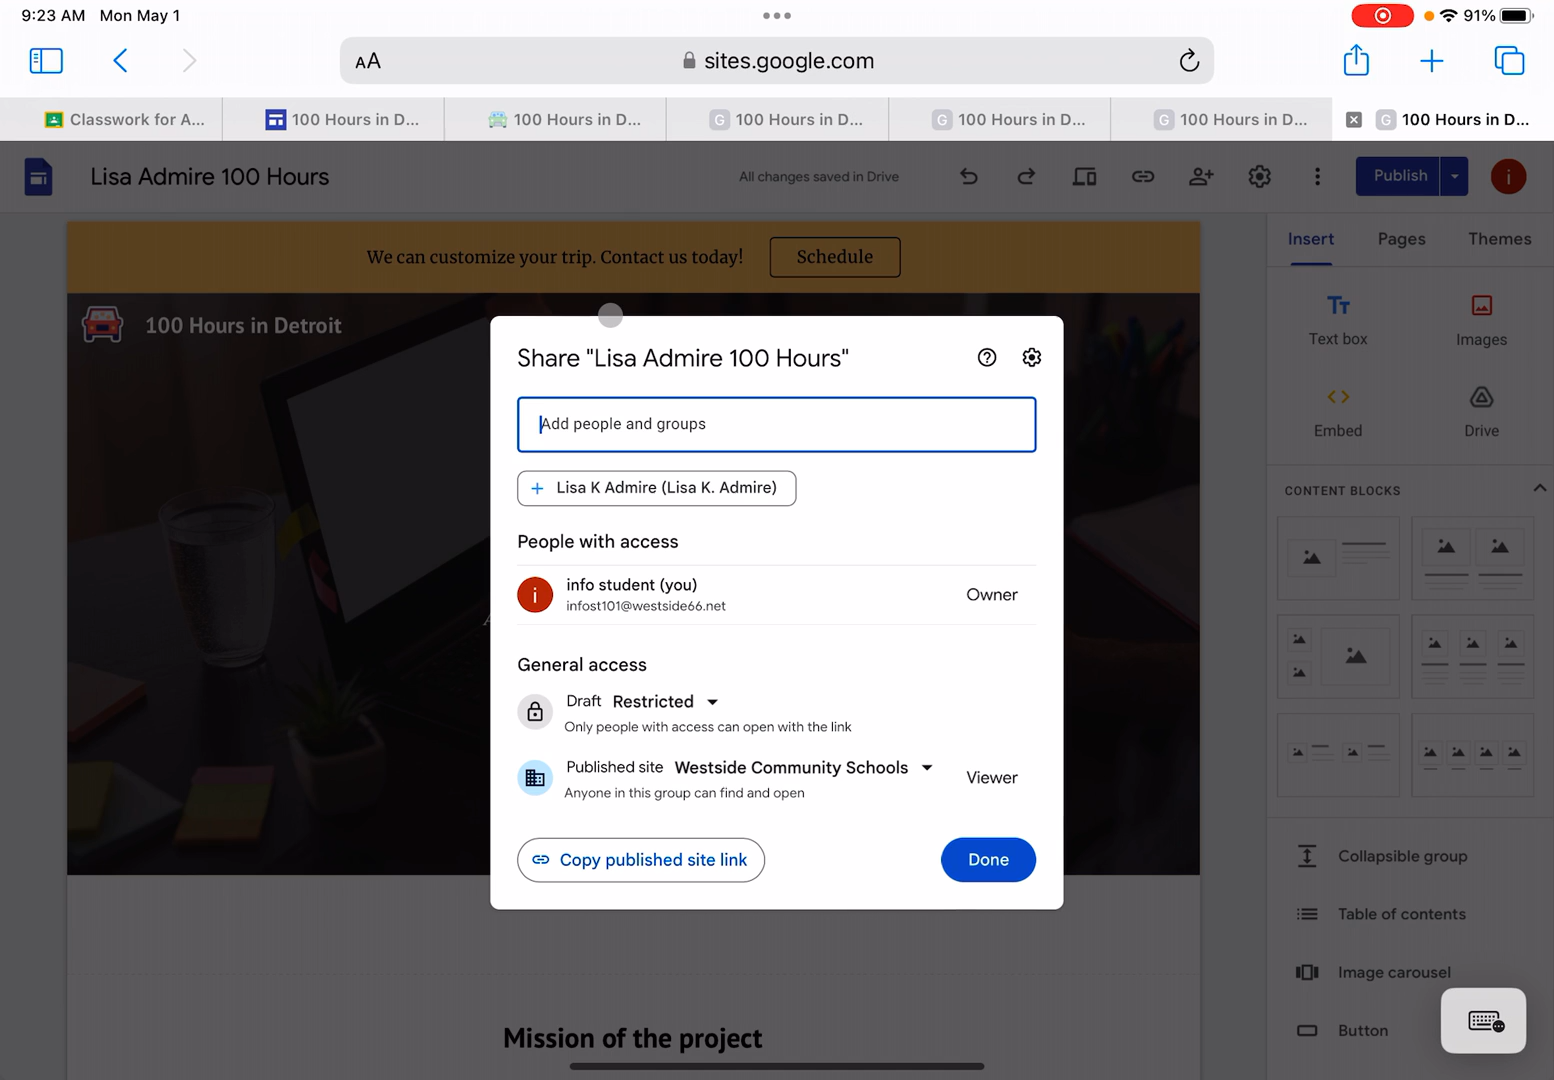 9:23 AM Mon May 1
91%
AA
sites.google.com
Classwork for A...
100 Hours in D...
100 Hours in D...
G 100 Hours in D...
G 100 Hours in D...
G 100 Hours in D...
G 100 Hours in D...
Lisa Admire 100 Hours
All changes saved in Drive
Publish
i
We can customize your trip. Contact us today!
Schedule
100 Hours in Detroit
Share "Lisa Admire 100 Hours"
Add people and groups
+ Lisa K Admire (Lisa K. Admire)
People with access
i
info student (you)
infost101@westside66.net
Owner
General access
Draft Restricted
Only people with access can open with the link
Published site Westside Community Schools
Anyone in this group can find and open
Viewer
Copy published site link
Done
Mission of the project
Insert
Pages
Themes
Tт
Text box
Images
Embed
Drive
CONTENT BLOCKS
Collapsible group
Table of contents
Image carousel
Button